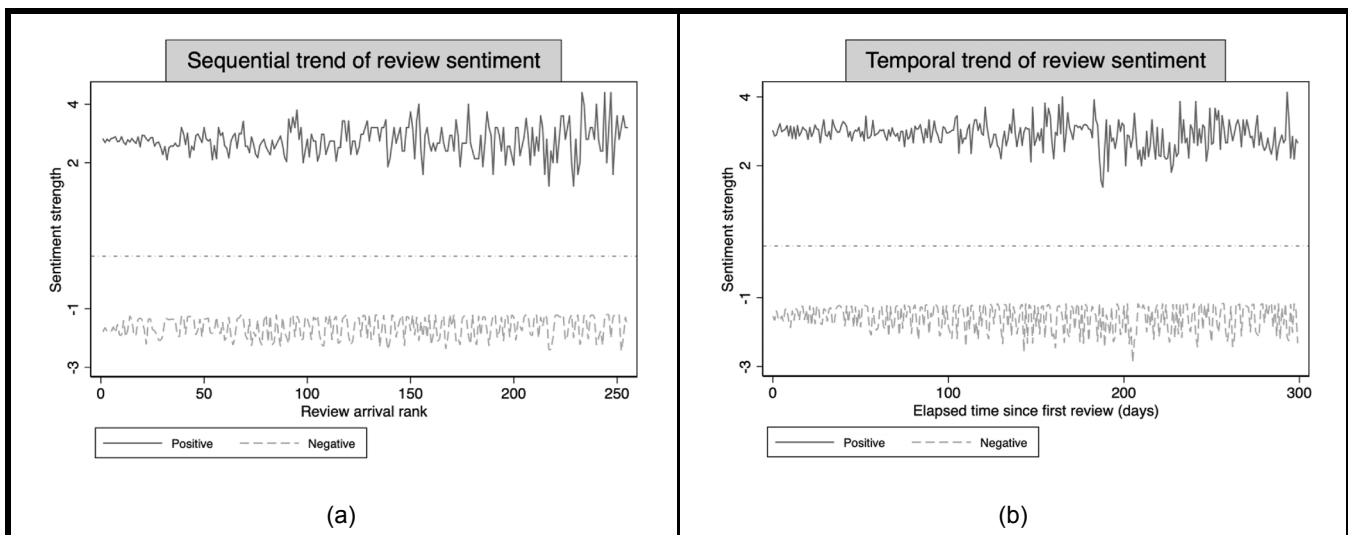 Sequential trend of review sentiment
4
2
-1
-3
Sentiment strength
0 50 100 150 200 250
Review arrival rank
Positive Negative
(a)
Temporal trend of review sentiment
4
2
-1
-3
Sentiment strength
0 100 200 300
Elapsed time since first review (days)
Positive Negative
(b)